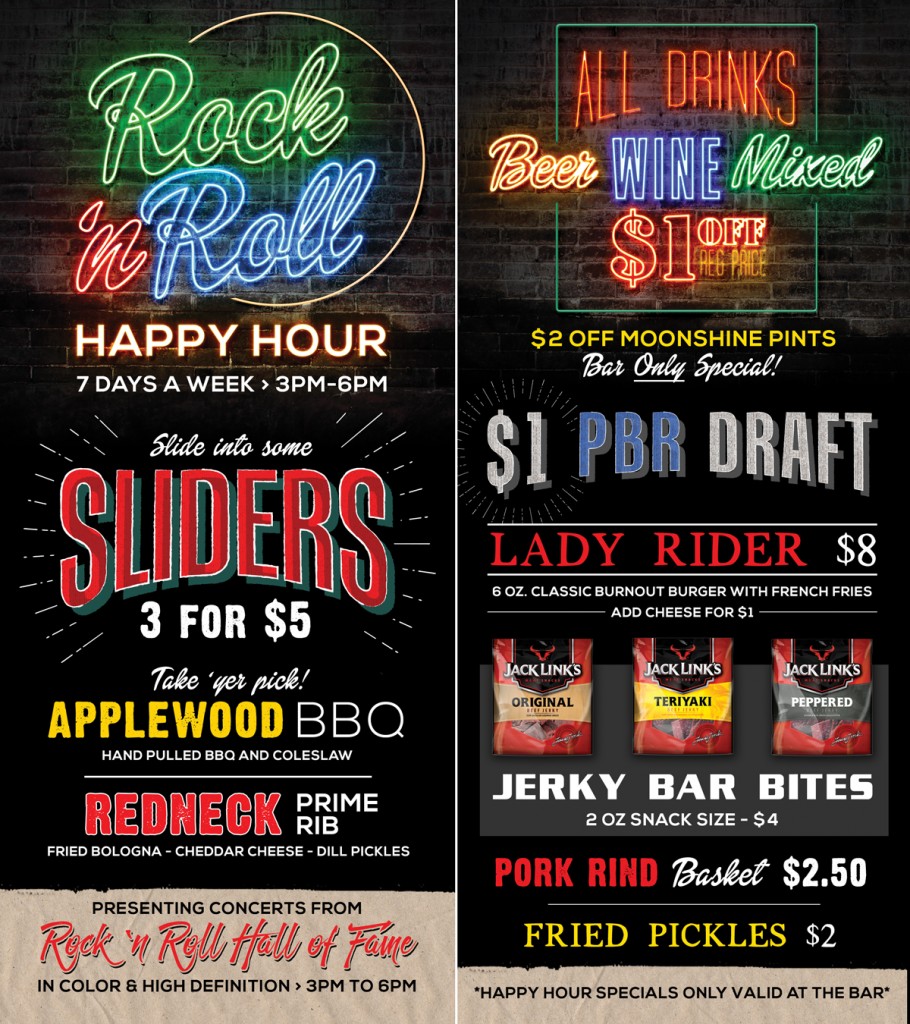 Rock
'n Roll
HAPPY HOUR
7 DAYS A WEEK > 3PM-6PM
Slide into some
SLIDERS
3 FOR $5
Take 'yer pick!
APPLEWOOD BBQ
HAND PULLED BBQ AND COLESLAW
REDNECK PRIME RIB
FRIED BOLOGNA - CHEDDAR CHEESE - DILL PICKLES
PRESENTING CONCERTS FROM
Rock 'n Roll Hall of Fame
IN COLOR & HIGH DEFINITION > 3PM TO 6PM
ALL DRINKS
Beer WINE Mixed
$1 OFF
REG PRICE
$2 OFF MOONSHINE PINTS
Bar Only Special!
$1 PBR DRAFT
LADY RIDER $8
6 OZ. CLASSIC BURNOUT BURGER WITH FRENCH FRIES
ADD CHEESE FOR $1
JACK LINK'S JACK LINK'S JACK LINK'S
ORIGINAL TERIYAKI PEPPERED
BEEF JERKY BEEF JERKY
JERKY BAR BITES
2 OZ SNACK SIZE - $4
PORK RIND Basket $2.50
FRIED PICKLES $2
*HAPPY HOUR SPECIALS ONLY VALID AT THE BAR*